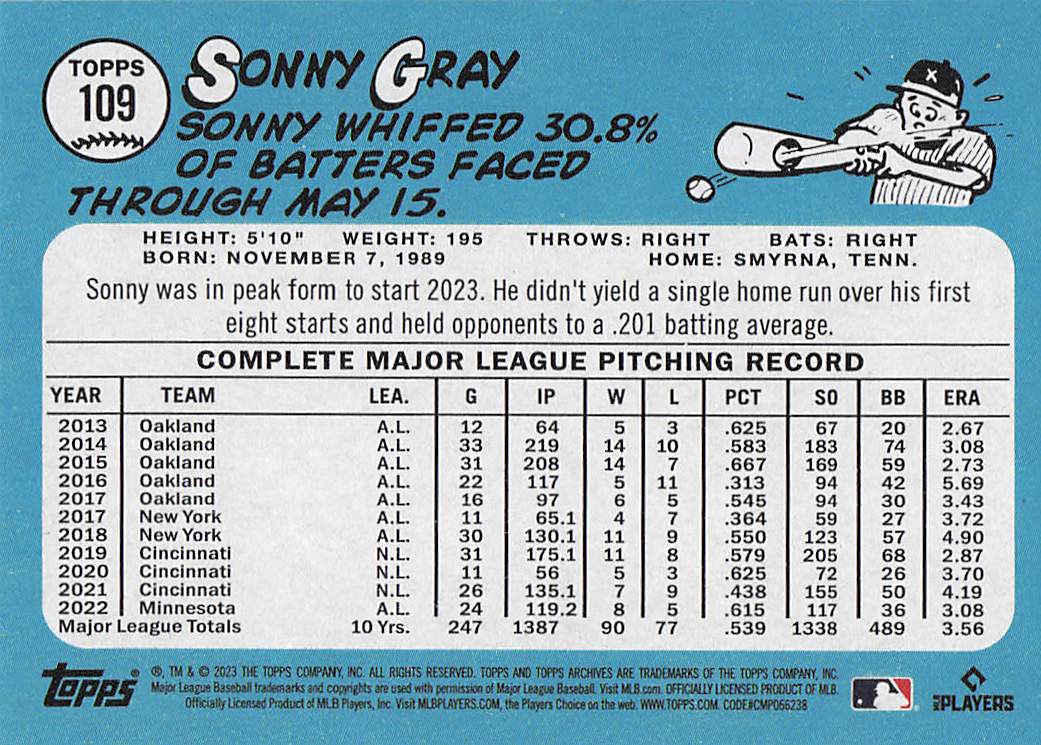 TOPPS
109
SONNY GRAY
SONNY WHIFFED 30.8%
OF BATTERS FACED
THROUGH MAY 15.
X
HEIGHT: 5'10" WEIGHT: 195 THROWS: RIGHT BATS: RIGHT
BORN: NOVEMBER 7, 1989 HOME: SMYRNA, TENN.
Sonny was in peak form to start 2023. He didn't yield a single home run over his first
eight starts and held opponents to a .201 batting average.
COMPLETE MAJOR LEAGUE PITCHING RECORD
YEAR TEAM LEA. G IP W L PCT SO BB ERA
2013 Oakland A.L. 12 64 5 3 .625 67 20 2.67
2014 Oakland A.L. 33 219 14 10 .583 183 74 3.08
2015 Oakland A.L. 31 208 14 7 .667 169 59 2.73
2016 Oakland A.L. 22 117 5 11 .313 94 42 5.69
2017 Oakland A.L. 16 97 6 5 .545 94 30 3.43
2017 New York A.L. 11 65.1 4 7 .364 59 27 3.72
2018 New York A.L. 30 130.1 11 9 .550 123 57 4.90
2019 Cincinnati N.L. 31 175.1 11 8 .579 205 68 2.87
2020 Cincinnati N.L. 11 56 5 3 .625 72 26 3.70
2021 Cincinnati N.L. 26 135.1 7 9 .438 155 50 4.19
2022 Minnesota A.L. 24 119.2 8 5 .615 117 36 3.08
Major League Totals 10 Yrs. 247 1387 90 77 .539 1338 489 3.56
topps®
®, TM & © 2023 THE TOPPS COMPANY, INC. ALL RIGHTS RESERVED. TOPPS AND TOPPS ARCHIVES ARE TRADEMARKS OF THE TOPPS COMPANY, INC.
Major League Baseball trademarks and copyrights are used with permission of Major League Baseball. Visit MLB.com. OFFICIALLY LICENSED PRODUCT OF MLB.
Officially Licensed Product of MLB Players, Inc. Visit MLBPLAYERS.COM, the Players Choice on the web. WWW.TOPPS.COM. CODE#CMP066238
MLB PLAYERS